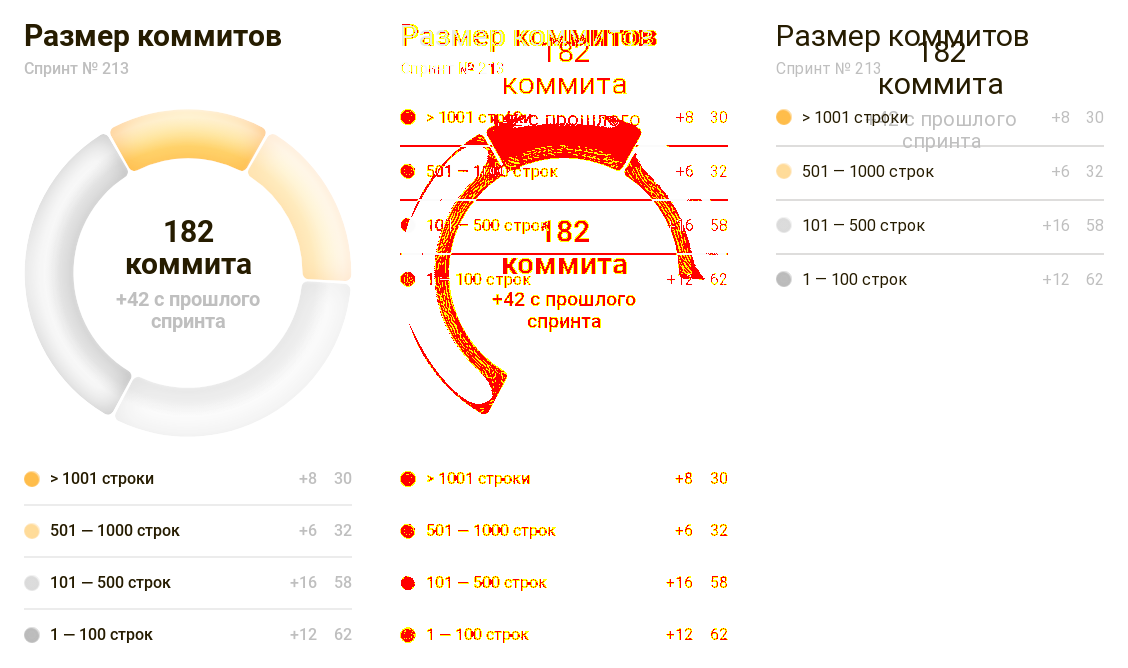 Размер коммитов
Спринт № 213
182
коммита
+42 с прошлого
спринта
> 1001 строки +8 30
501 — 1000 строк +6 32
101 — 500 строк +16 58
1 — 100 строк +12 62
Размер коммитов
Спринт № 213
182
коммита
+42 с прошлого
> 1001 строки +8 30
501 — 1000 строк +6 32
101 — 500 строк +16 58
1 — 100 строк +12 62
182
коммита
+42 с прошлого
спринта
> 1001 строки +8 30
501 — 1000 строк +6 32
101 — 500 строк +16 58
1 — 100 строк +12 62
Размер коммитов
182
Спринт № 213
коммита
> 1001 строки +8 30
+42 с прошлого
спринта
501 — 1000 строк +6 32
101 — 500 строк +16 58
1 — 100 строк +12 62